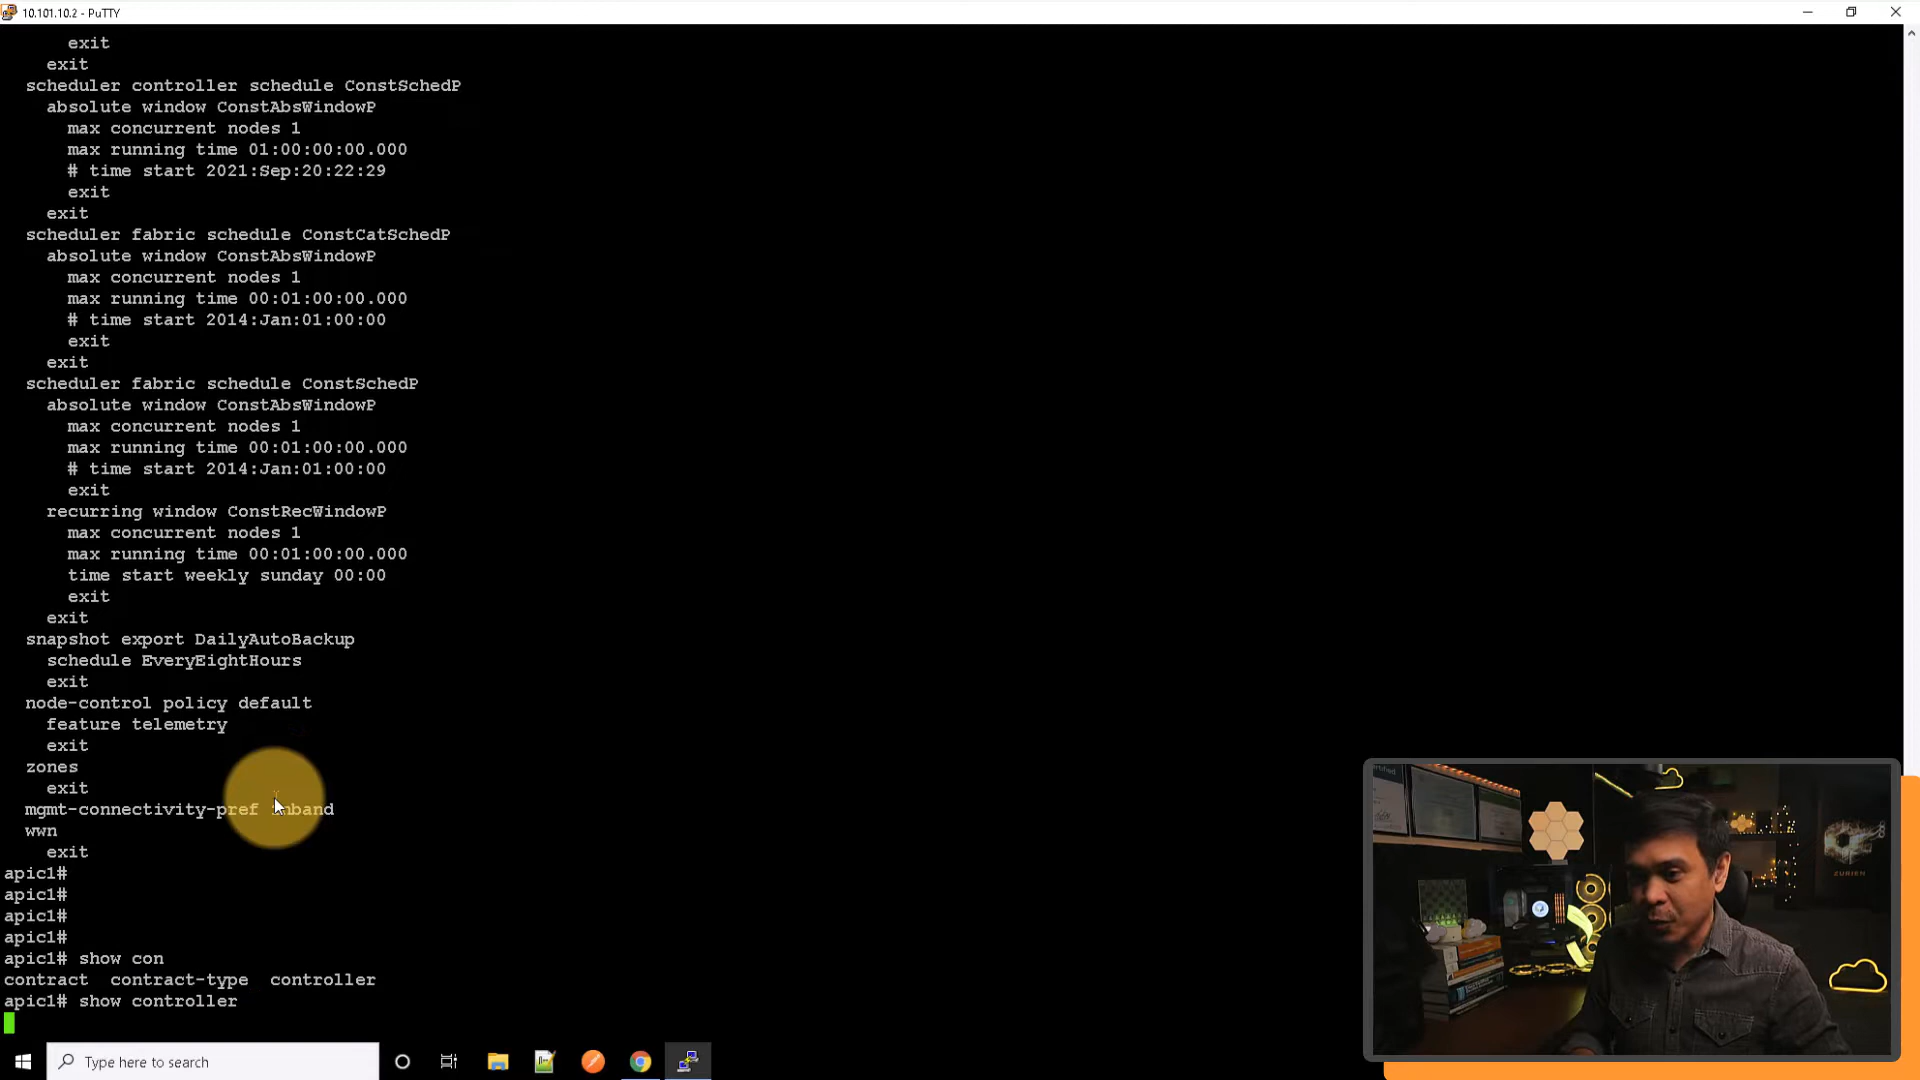 10.101.10.2 - PuTTY
exit
exit
scheduler controller schedule ConstSchedP
absolute window ConstAbsWindowP
max concurrent nodes 1
max running time 01:00:00:00.000
# time start 2021:Sep:20:22:29
exit
exit
scheduler fabric schedule ConstCatSchedP
absolute window ConstAbsWindowP
max concurrent nodes 1
max running time 00:01:00:00.000
# time start 2014:Jan:01:00:00
exit
exit
scheduler fabric schedule ConstSchedP
absolute window ConstAbsWindowP
max concurrent nodes 1
max running time 00:01:00:00.000
# time start 2014:Jan:01:00:00
exit
recurring window ConstRecWindowP
max concurrent nodes 1
max running time 00:01:00:00.000
time start weekly sunday 00:00
exit
exit
snapshot export DailyAutoBackup
schedule EveryEightHours
exit
node-control policy default
feature telemetry
exit
zones
exit
mgmt-connectivity-pref inband
wwn
exit
apic1#
apic1#
apic1#
apic1#
apic1# show con
contract contract-type controller
apic1# show controller
Type here to search
ZURIEN